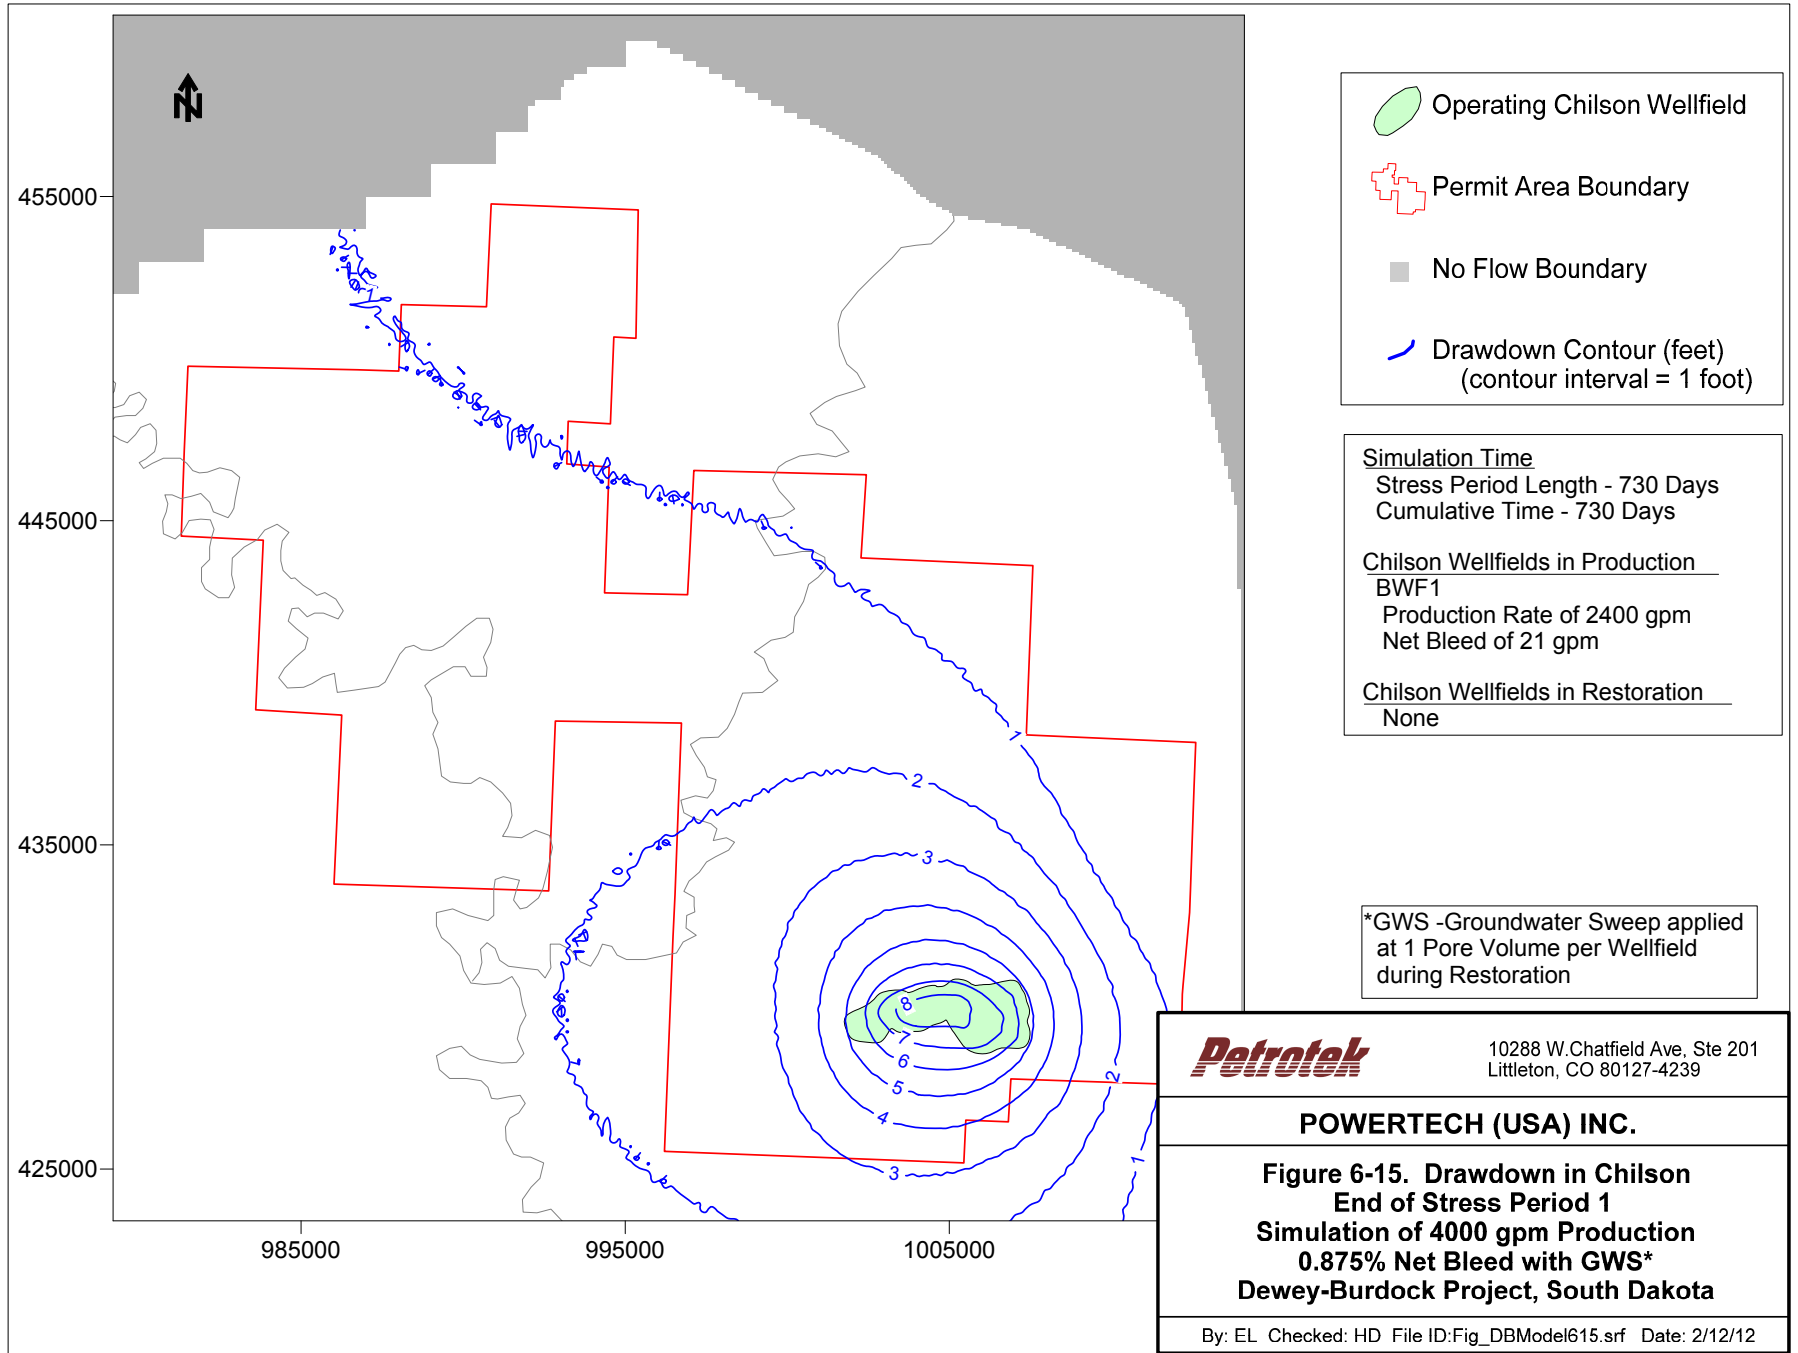 N
Operating Chilson Wellfield
Permit Area Boundary
No Flow Boundary
Drawdown Contour (feet)
(contour interval = 1 foot)
Simulation Time
Stress Period Length - 730 Days
Cumulative Time - 730 Days
Chilson Wellfields in Production
BWF1
Production Rate of 2400 gpm
Net Bleed of 21 gpm
Chilson Wellfields in Restoration
None
*GWS -Groundwater Sweep applied
at 1 Pore Volume per Wellfield
during Restoration
455000
445000
435000
425000
985000
995000
1005000
1
1
2
3
8
7
6
5
4
3
2
1
Petrotek
10288 W.Chatfield Ave, Ste 201
Littleton, CO 80127-4239
POWERTECH (USA) INC.
Figure 6-15. Drawdown in Chilson
End of Stress Period 1
Simulation of 4000 gpm Production
0.875% Net Bleed with GWS*
Dewey-Burdock Project, South Dakota
By: EL Checked: HD File ID:Fig_DBModel615.srf Date: 2/12/12